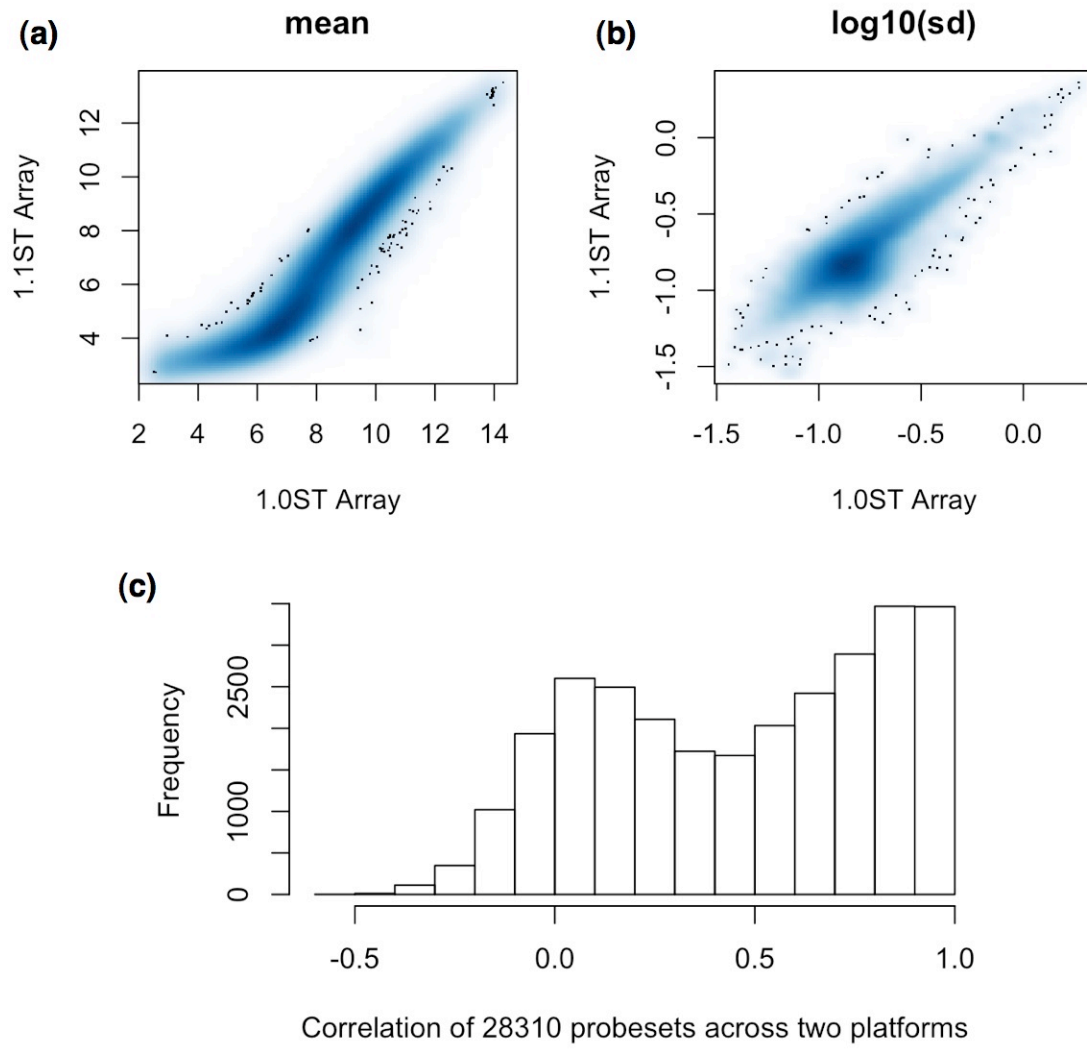 (a)
mean
1.1ST Array
12
10
8
6
4
2 4 6 8 10 12 14
1.0ST Array
(b)
log10(sd)
1.1ST Array
0.0
-0.5
-1.0
-1.5
-1.5 -1.0 -0.5 0.0
1.0ST Array
(c)
Frequency
2500
1000
0
-0.5 0.0 0.5 1.0
Correlation of 28310 probesets across two platforms